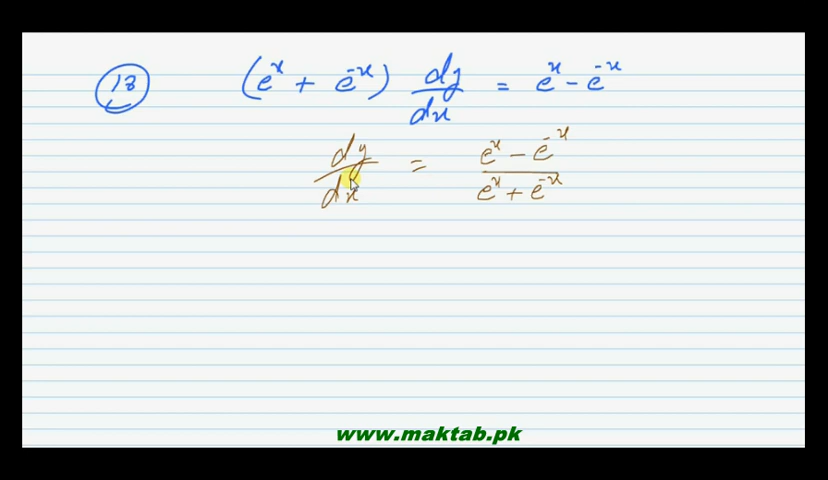 18 (e^x + e^-x) dy/dx = e^x - e^-x
dy/dx = (e^x - e^-x)/(e^x + e^-x)
www.maktab.pk